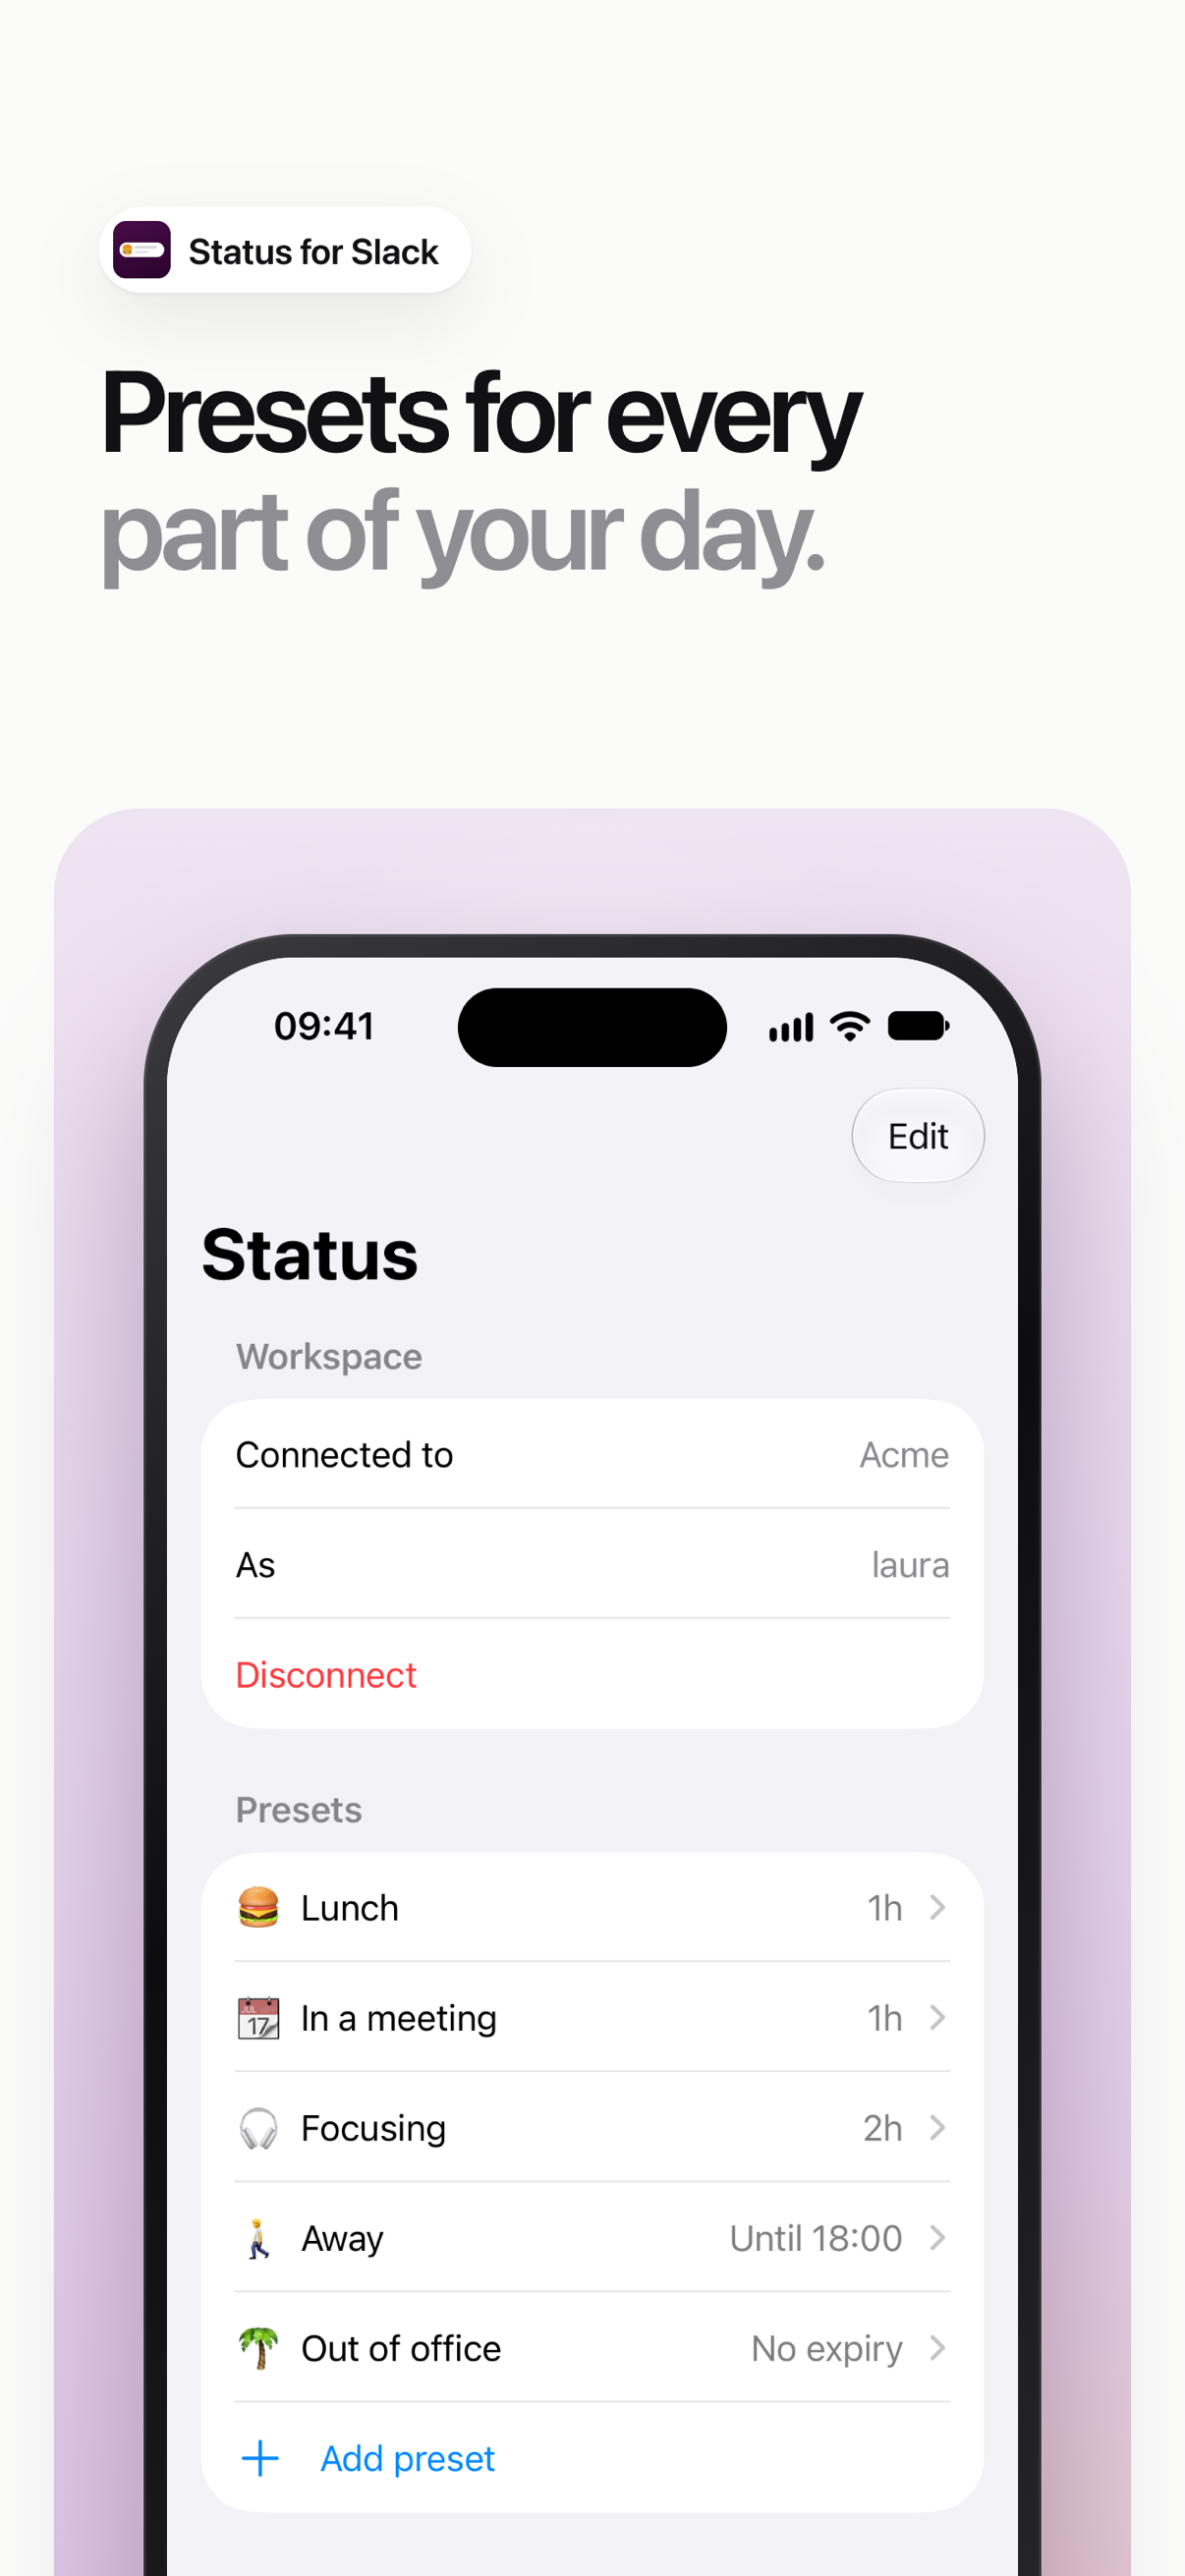 Status for Slack
Presets for every
part of your day.
09:41
Edit
Status
Workspace
Connected to Acme
As laura
Disconnect
Presets
Lunch 1h
JUL
17
In a meeting 1h
Focusing 2h
Away Until 18:00
Out of office No expiry
Add preset